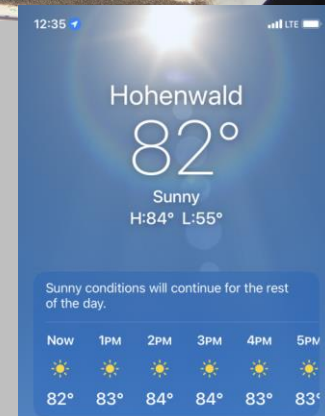 12:35 LTE
Hohenwald
82°
Sunny
H:84° L:55°
Sunny conditions will continue for the rest
of the day.
Now 1PM 2PM 3PM 4PM 5PM
82° 83° 84° 84° 83° 83°